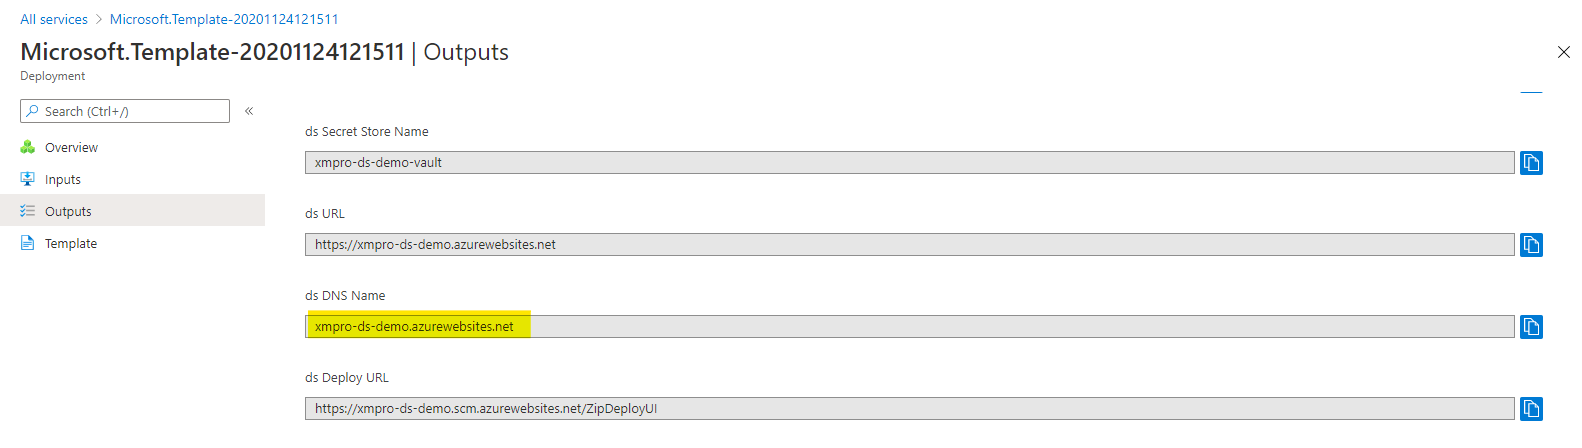 All services > Microsoft.Template-20201124121511
Microsoft.Template-20201124121511 | Outputs
Deployment
Search (Ctrl+/)
«
Overview
Inputs
Outputs
Template
ds Secret Store Name
xmpro-ds-demo-vault
ds URL
https://xmpro-ds-demo.azurewebsites.net
ds DNS Name
xmpro-ds-demo.azurewebsites.net
ds Deploy URL
https://xmpro-ds-demo.scm.azurewebsites.net/ZipDeployUI